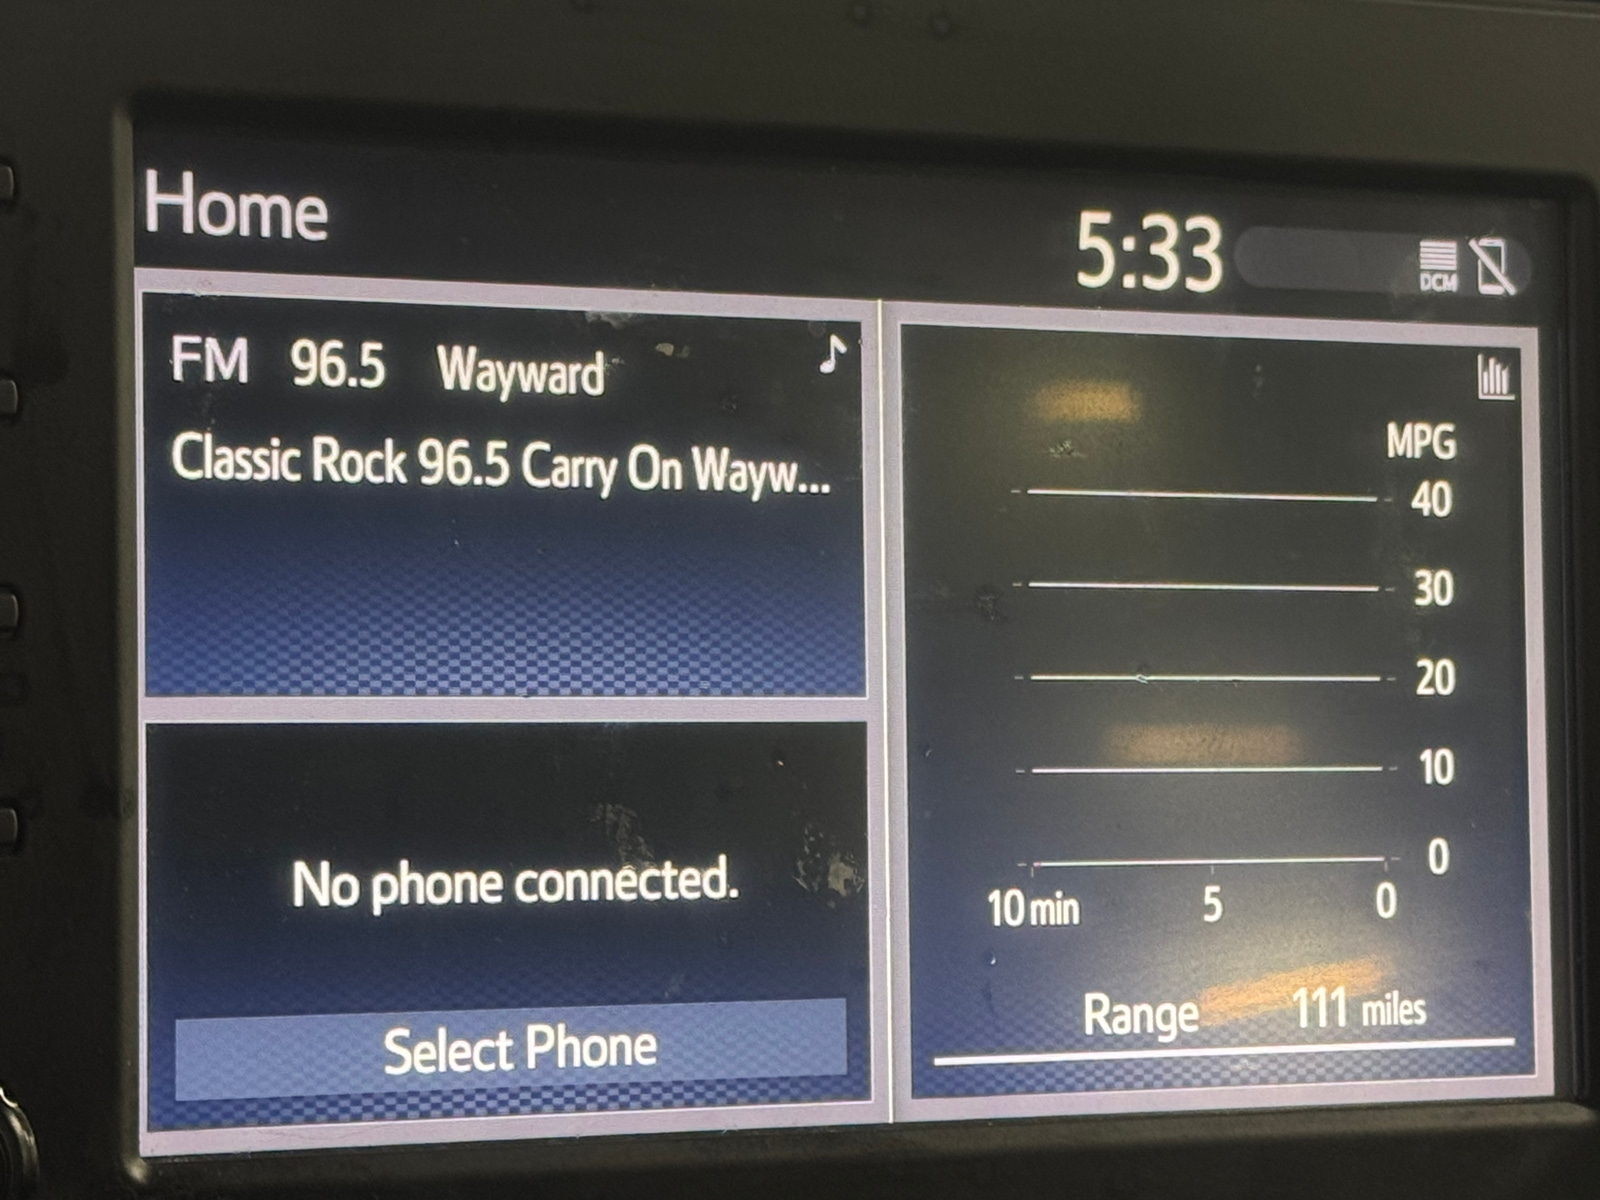 Home
5:33
DCM
FM 96.5 Wayward
Classic Rock 96.5 Carry On Wayw...
No phone connected.
Select Phone
MPG
40
30
20
10
0
10 min 5 0
Range 111 miles